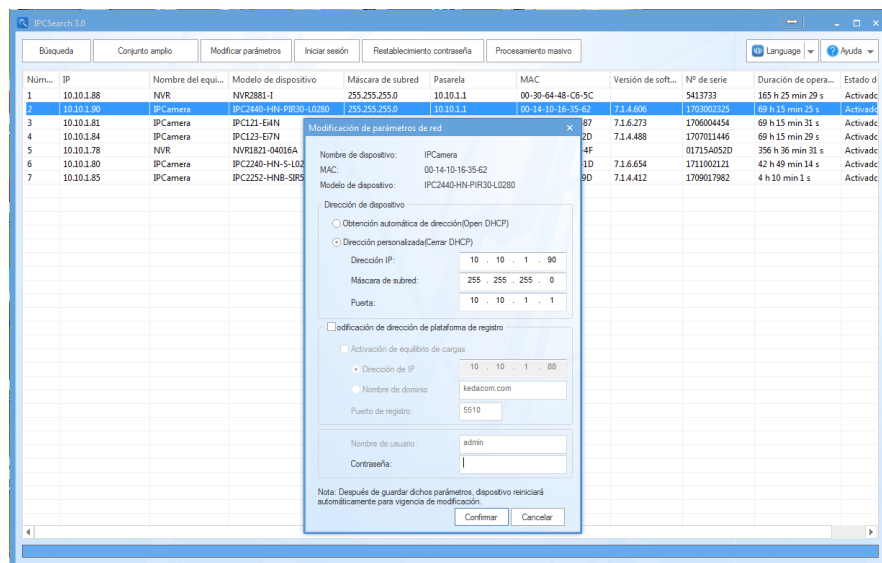 IPCSearch 3.0
Búsqueda Conjunto amplio Modificar parámetros Iniciar sesión Restablecimiento contraseña Procesamiento masivo Language Ayuda
Núm... IP Nombre del equi... Modelo de dispositivo Máscara de subred Pasarela MAC Versión de soft... Nº de serie Duración de opera... Estado d
1 10.10.1.88 NVR NVR2881-I 255.255.255.0 10.10.1.1 00-30-64-48-C6-5C 5413733 165 h 25 min 29 s Activado
2 10.10.1.90 IPCamera IPC2440-HN-PIR30-L0280 255.255.255.0 10.10.1.1 00-14-10-16-35-62 7.1.4.606 1703002325 69 h 15 min 25 s Activado
3 10.10.1.81 IPCamera IPC121-Ei4N 87 7.1.6.273 1706004454 69 h 15 min 31 s Activado
4 10.10.1.84 IPCamera IPC123-Ei7N 2D 7.1.4.488 1707011446 69 h 15 min 29 s Activado
5 10.10.1.78 NVR NVR1821-04016A 4F 01715A052D 356 h 36 min 31 s Activado
6 10.10.1.80 IPCamera IPC2240-HN-S-L02 1D 7.1.6.654 1711002121 42 h 49 min 14 s Activado
7 10.10.1.85 IPCamera IPC2252-HNB-SIR5 9D 7.1.4.412 1709017982 4 h 10 min 1 s Activado
Modificación de parámetros de red
Nombre de dispositivo: IPCamera
MAC: 00-14-10-16-35-62
Modelo de dispositivo: IPC2440-HN-PIR30-L0280
Dirección de dispositivo
Obtención automática de dirección(Open DHCP)
Dirección personalizada(Cerrar DHCP)
Dirección IP: 10 . 10 . 1 . 90
Máscara de subred: 255 . 255 . 255 . 0
Puerta: 10 . 10 . 1 . 1
odificación de dirección de plataforma de registro
Activación de equilibrio de cargas
Dirección de IP 10 . 10 . 1 . 88
Nombre de dominio kedacom.com
Puerto de registro: 5510
Nombre de usuario: admin
Contraseña:
Nota: Después de guardar dichos parámetros, dispositivo reiniciará
automáticamente para vigencia de modificación.
Confirmar Cancelar